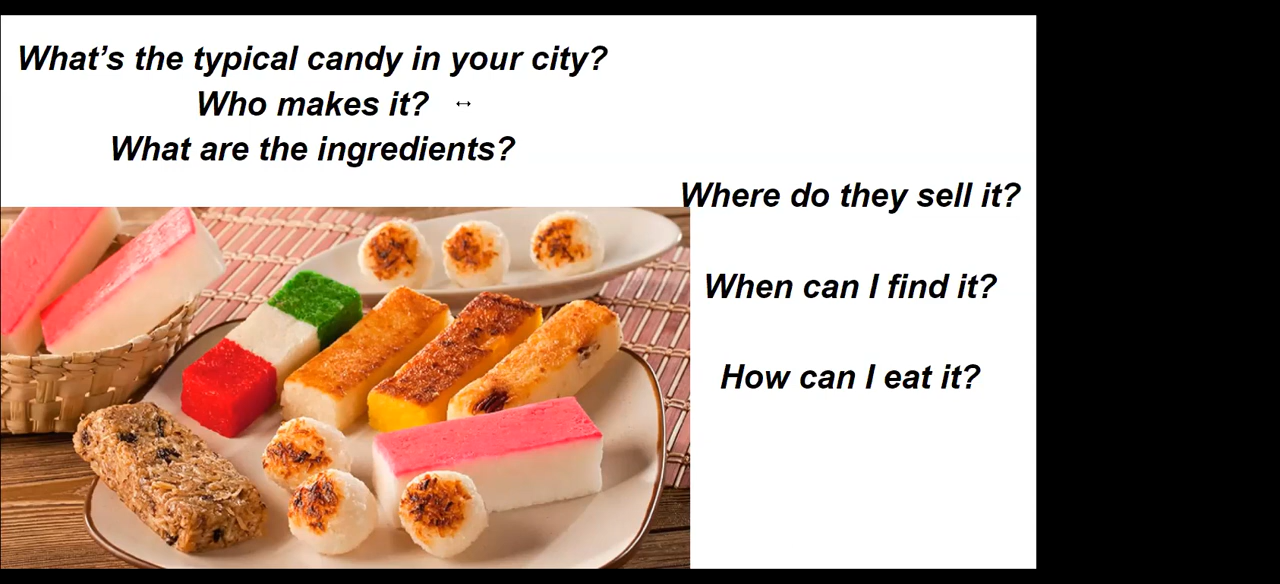 What’s the typical candy in your city?
Who makes it?
What are the ingredients?
Where do they sell it?
When can I find it?
How can I eat it?